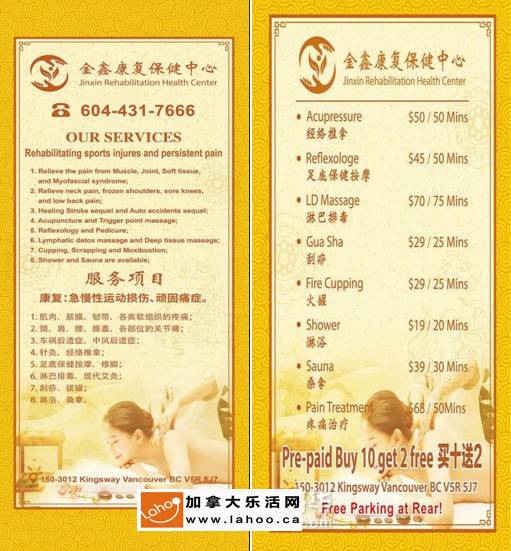 金鑫康复保健中心
Jinxin Rehabilitation Health Center
604-431-7666
OUR SERVICES
Rehabilitating sports injures and persistent pain
1. Relieve the pain from Muscle, Joint, Soft tissue,
and Myofascial syndrome;
2. Relieve neck pain, frozen shoulders, sore knees,
and low back pain;
3. Healing Stroke sequel and Auto accidents sequel;
4. Acupuncture and Trigger point massage;
5. Reflexology and Pedicure;
6. Lymphatic detox massage and Deep tissue massage;
7. Cupping, Scrapping and Moxibustion;
8. Shower and Sauna are available;
服务项目
康复:急慢性运动损伤、顽固痛症。
1. 肌肉、筋膜、韧带、各类软组织的疼痛;
2. 颈、肩、腰、膝盖、各部位的关节痛;
3. 车祸后遗症、中风后遗症;
4. 针灸、经络推拿;
5. 足底保健按摩、修脚;
6. 淋巴排毒、现代艾灸;
7. 刮痧、拔罐;
8. 淋浴、桑拿。
150-3012 Kingsway Vancouver BC V5R 5J7
金鑫康复保健中心
Jinxin Rehabilitation Health Center
• Acupressure $50 / 50 Mins
经络推拿
• Reflexologe $45 / 50 Mins
足底保健按摩
• LD Massage $70 / 75 Mins
淋巴排毒
• Gua Sha $29 / 25 Mins
刮痧
• Fire Cupping $29 / 25 Mins
火罐
• Shower $19 / 20 Mins
淋浴
• Sauna $39 / 30 Mins
桑拿
• Pain Treatment $68 / 50Mins
疼痛治疗
Pre-paid Buy 10 get 2 free 买十送2
150-3012 Kingsway Vancouver BC V5R 5J7
Free Parking at Rear!
Lahoo
加拿大乐活网
www.lahoo.ca